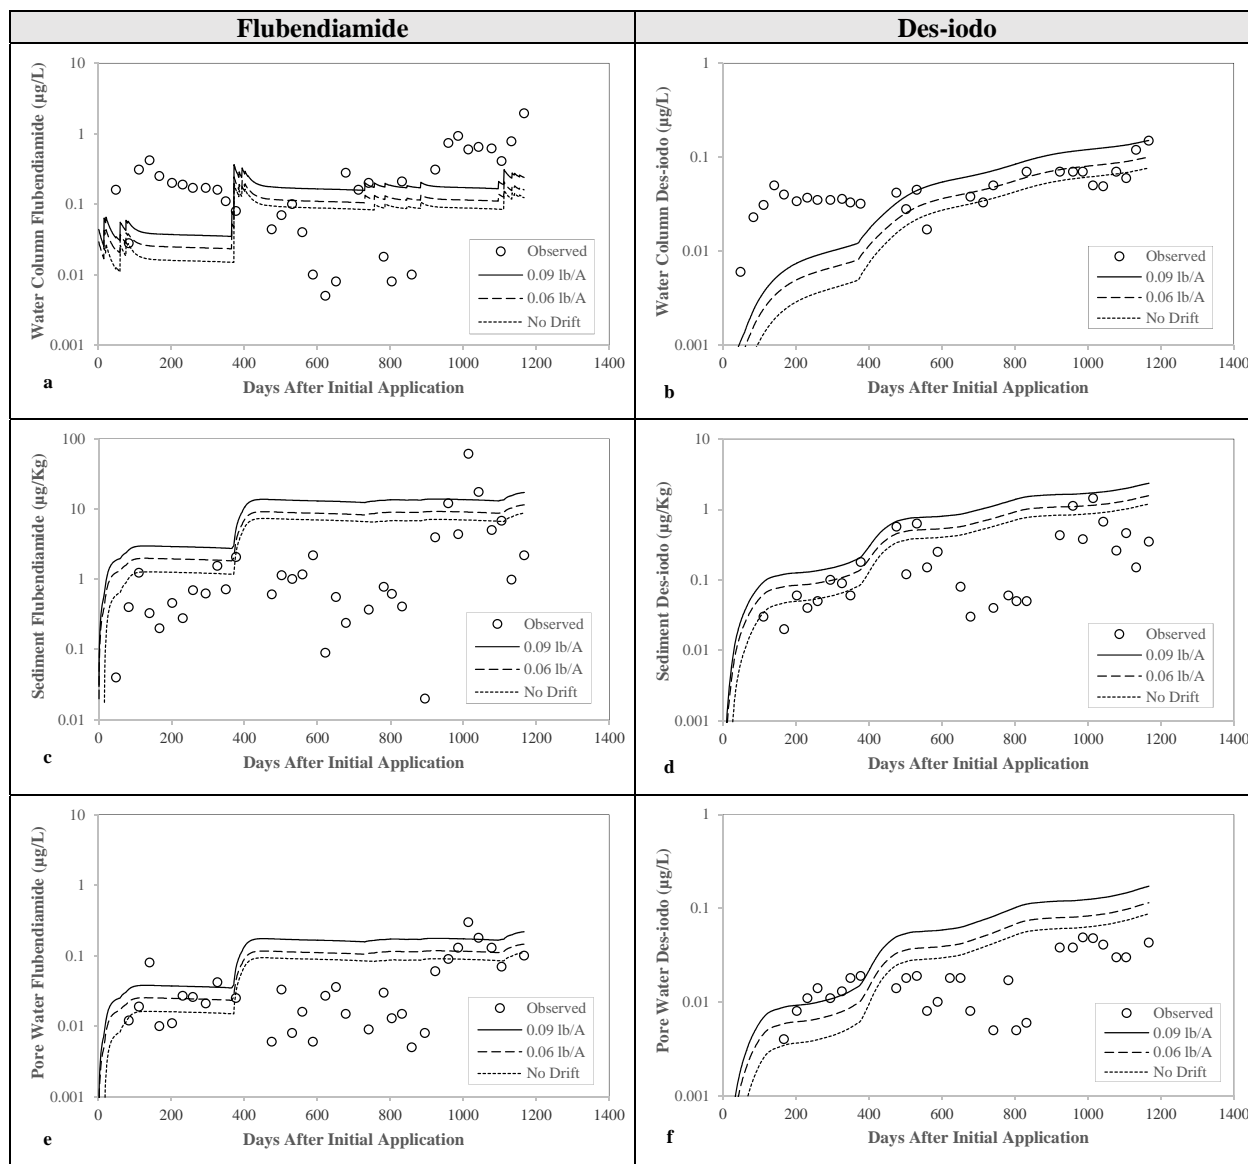 Flubendiamide
Des-iodo
Water Column Flubendiamide (µg/L)
10
1
0.1
0.01
0.001
0 200 400 600 800 1000 1200 1400
Observed
0.09 lb/A
0.06 lb/A
No Drift
a
Days After Initial Application
Water Column Des-iodo (µg/L)
1
0.1
0.01
0.001
0 200 400 600 800 1000 1200 1400
Observed
0.09 lb/A
0.06 lb/A
No Drift
b
Days After Initial Application
Sediment Flubendiamide (µg/Kg)
100
10
1
0.1
0.01
0 200 400 600 800 1000 1200 1400
Observed
0.09 lb/A
0.06 lb/A
No Drift
c
Days After Initial Application
Sediment Des-iodo (µg/Kg)
10
1
0.1
0.01
0.001
0 200 400 600 800 1000 1200 1400
Observed
0.09 lb/A
0.06 lb/A
No Drift
d
Days After Initial Application
Pore Water Flubendiamide (µg/L)
10
1
0.1
0.01
0.001
0 200 400 600 800 1000 1200 1400
Observed
0.09 lb/A
0.06 lb/A
No Drift
e
Days After Initial Application
Pore Water Des-iodo (µg/L)
1
0.1
0.01
0.001
0 200 400 600 800 1000 1200 1400
Observed
0.09 lb/A
0.06 lb/A
No Drift
f
Days After Initial Application